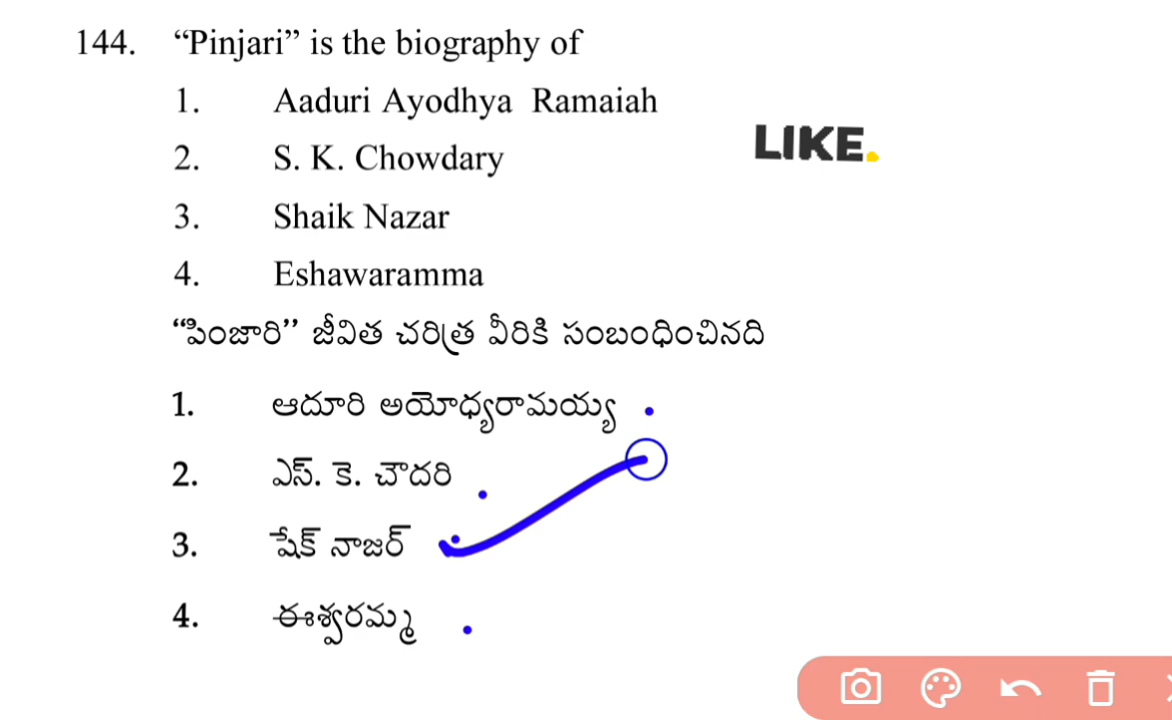 144. “Pinjari” is the biography of
1. Aaduri Ayodhya Ramaiah
LIKE.
2. S. K. Chowdary
3. Shaik Nazar
4. Eshawaramma
“పింజారి” జీవిత చరిత్ర వీరికి సంబంధించినది
1. ఆదూరి అయోధ్యరామయ్య
2. ఎస్. కె. చౌదరి
3. షేక్ నాజర్
4. ఈశ్వరమ్మ